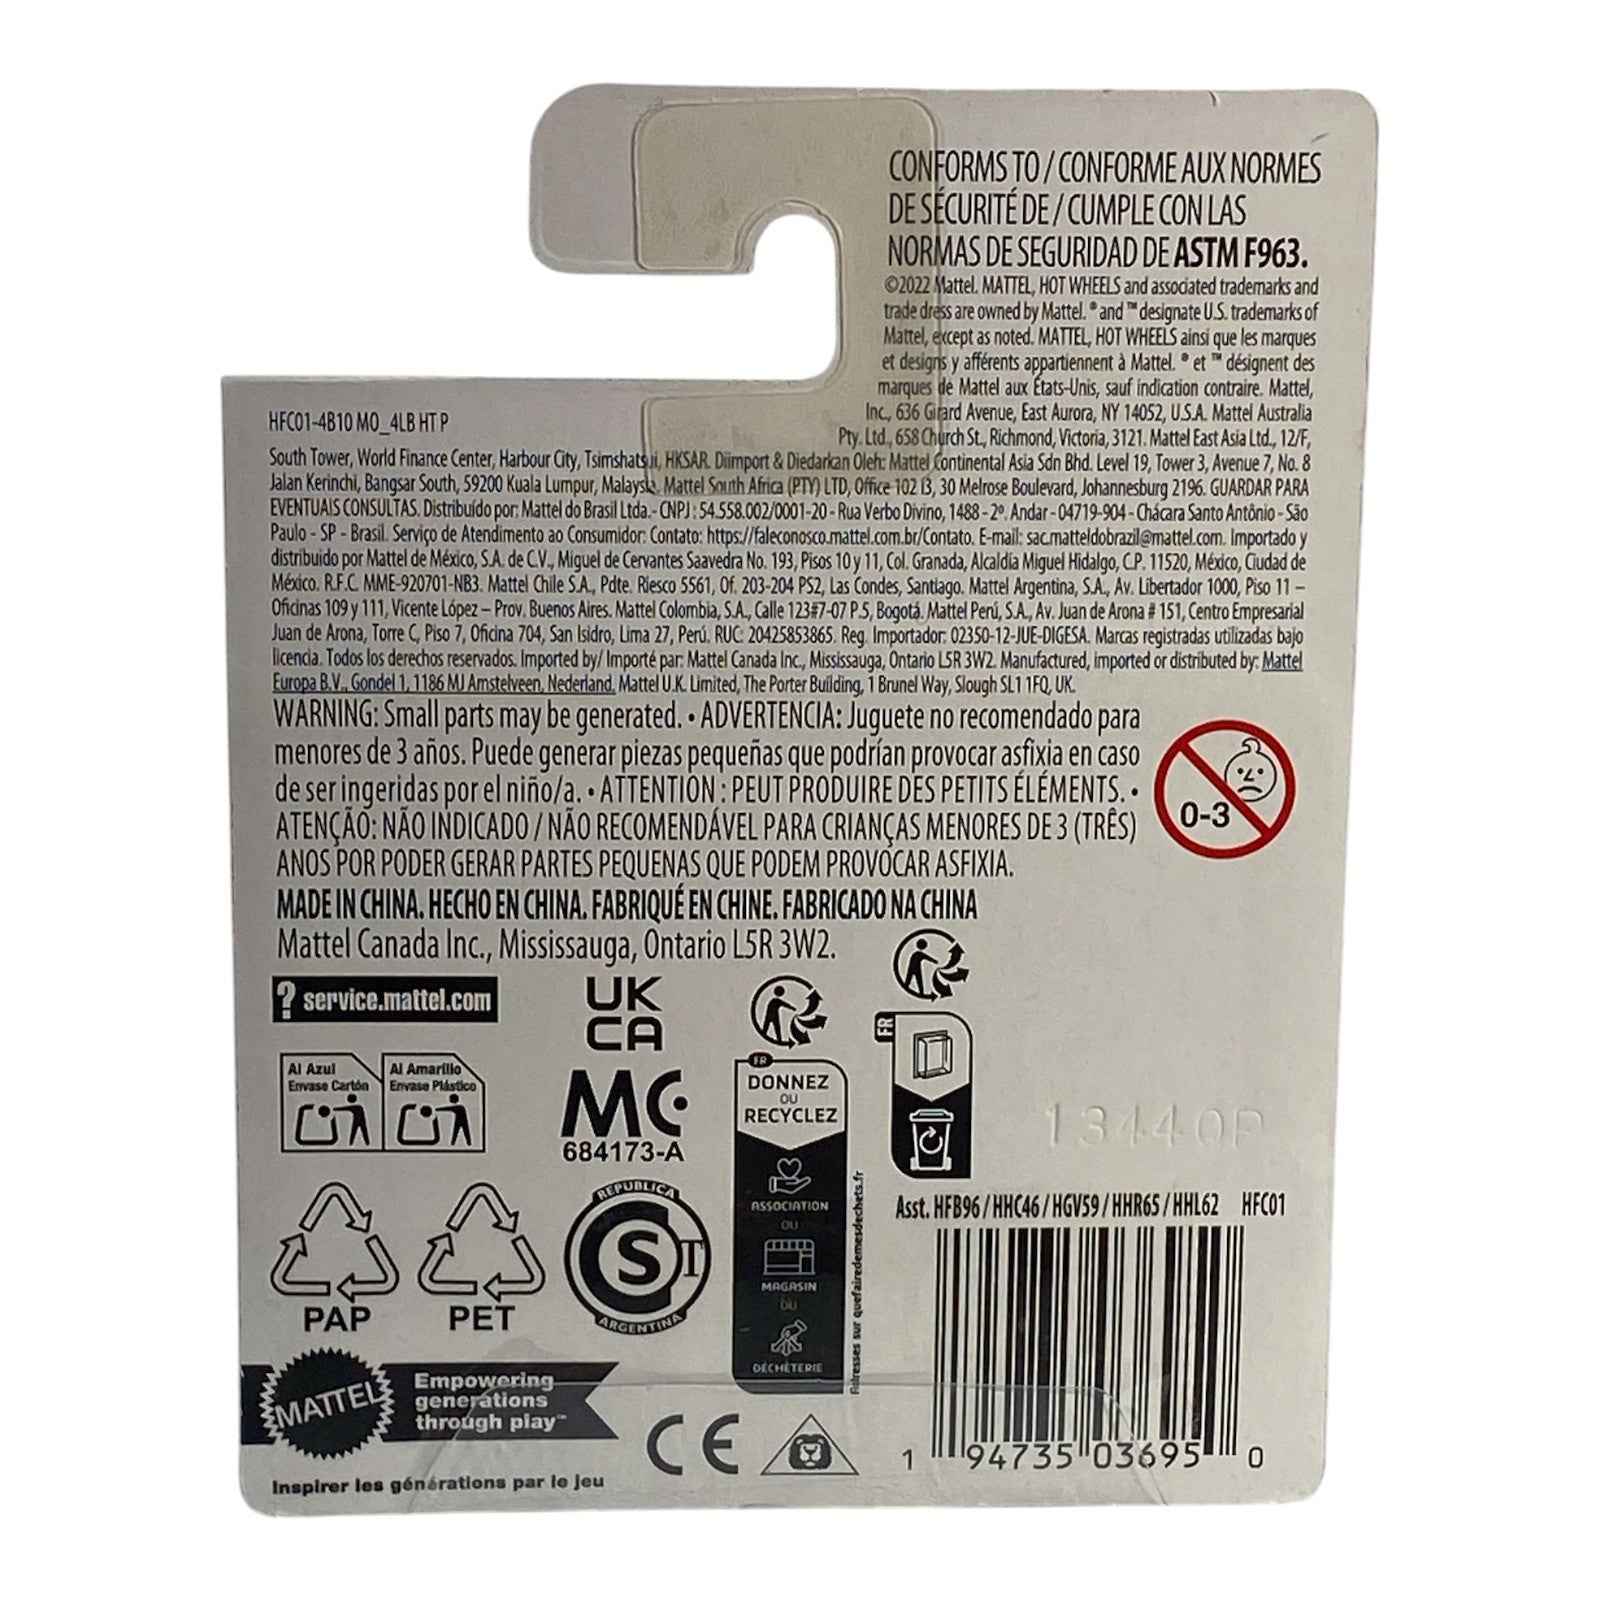 CONFORMS TO / CONFORME AUX NORMES
DE SÉCURITÉ DE / CUMPLE CON LAS
NORMAS DE SEGURIDAD DE ASTM F963.
©2022 Mattel. MATTEL, HOT WHEELS and associated trademarks and
trade dress are owned by Mattel. ® and ™ designate U.S. trademarks of
Mattel, except as noted. MATTEL, HOT WHEELS ainsi que les marques
et designs y afférents appartiennent à Mattel. ® et ™ désignent des
marques de Mattel aux États-Unis, sauf indication contraire. Mattel,
Inc., 636 Girard Avenue, East Aurora, NY 14052, U.S.A. Mattel Australia
HFC01-4B10 MO_4LB HT P
Pty. Ltd., 658 Church St., Richmond, Victoria, 3121. Mattel East Asia Ltd., 12/F,
South Tower, World Finance Center, Harbour City, Tsimshatsui, HKSAR. Diimport & Diedarkan Oleh: Mattel Continental Asia Sdn Bhd. Level 19, Tower 3, Avenue 7, No. 8
Jalan Kerinchi, Bangsar South, 59200 Kuala Lumpur, Malaysia. Mattel South Africa (PTY) LTD, Office 102 I3, 30 Melrose Boulevard, Johannesburg 2196. GUARDAR PARA
EVENTUAIS CONSULTAS. Distribuído por: Mattel do Brasil Ltda.- CNPJ : 54.558.002/0001-20 - Rua Verbo Divino, 1488 - 2º. Andar - 04719-904 - Chácara Santo Antônio - São
Paulo - SP - Brasil. Serviço de Atendimento ao Consumidor: Contato: https://faleconosco.mattel.com.br/Contato. E-mail: sac.matteldobrazil@mattel.com. Importado y
distribuido por Mattel de México, S.A. de C.V., Miguel de Cervantes Saavedra No. 193, Pisos 10 y 11, Col. Granada, Alcaldía Miguel Hidalgo, C.P. 11520, México, Ciudad de
México. R.F.C. MME-920701-NB3. Mattel Chile S.A., Pdte. Riesco 5561, Of. 203-204 PS2, Las Condes, Santiago. Mattel Argentina, S.A., Av. Libertador 1000, Piso 11 –
Oficinas 109 y 111, Vicente López – Prov. Buenos Aires. Mattel Colombia, S.A., Calle 123#7-07 P.5, Bogotá. Mattel Perú, S.A., Av. Juan de Arona # 151, Centro Empresarial
Juan de Arona, Torre C, Piso 7, Oficina 704, San Isidro, Lima 27, Perú. RUC: 20425853865. Reg. Importador: 02350-12-JUE-DIGESA. Marcas registradas utilizadas bajo
licencia. Todos los derechos reservados. Imported by/ Importé par: Mattel Canada Inc., Mississauga, Ontario L5R 3W2. Manufactured, imported or distributed by: Mattel
Europa B.V., Gondel 1, 1186 MJ Amstelveen, Nederland. Mattel U.K. Limited, The Porter Building, 1 Brunel Way, Slough SL1 1FQ, UK.
WARNING: Small parts may be generated. • ADVERTENCIA: Juguete no recomendado para
menores de 3 años. Puede generar piezas pequeñas que podrían provocar asfixia en caso
de ser ingeridas por el niño/a. • ATTENTION : PEUT PRODUIRE DES PETITS ÉLÉMENTS. •
ATENÇÃO: NÃO INDICADO / NÃO RECOMENDÁVEL PARA CRIANÇAS MENORES DE 3 (TRÊS)
ANOS POR PODER GERAR PARTES PEQUENAS QUE PODEM PROVOCAR ASFIXIA.
0-3
MADE IN CHINA. HECHO EN CHINA. FABRIQUÉ EN CHINE. FABRICADO NA CHINA
Mattel Canada Inc., Mississauga, Ontario L5R 3W2.
? service.mattel.com
UK
CA
Al Azul
Envase Cartón
Al Amarillo
Envase Plástico
MC
684173-A
FR
DONNEZ
OU
RECYCLEZ
ASSOCIATION
OU
MAGASIN
OU
DÉCHÈTERIE
Adresses sur quefairedemesdechets.fr
FR
13440P
PAP
PET
REPUBLICA
S T
ARGENTINA
Asst. HFB96 / HHC46 / HGV59 / HHR65 / HHL62 HFC01
MATTEL
Empowering
generations
through play™
Inspirer les générations par le jeu
CE
1 94735 03695 0